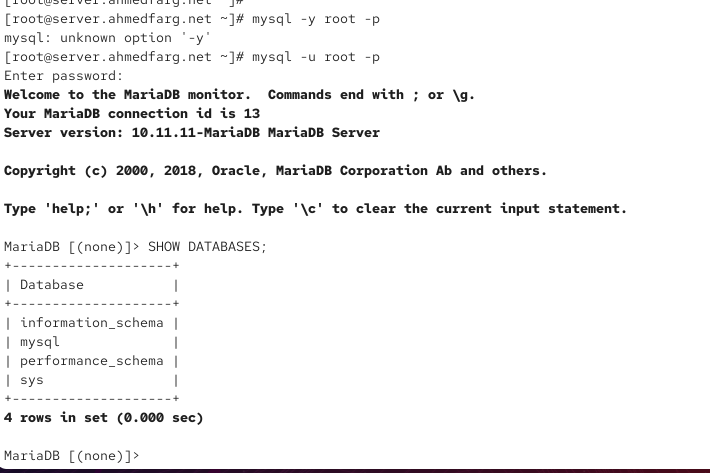 [root@server.ahmedfarg.net ~]#
[root@server.ahmedfarg.net ~]# mysql -y root -p
mysql: unknown option '-y'
[root@server.ahmedfarg.net ~]# mysql -u root -p
Enter password:
Welcome to the MariaDB monitor.  Commands end with ; or \g.
Your MariaDB connection id is 13
Server version: 10.11.11-MariaDB MariaDB Server

Copyright (c) 2000, 2018, Oracle, MariaDB Corporation Ab and others.

Type 'help;' or '\h' for help. Type '\c' to clear the current input statement.

MariaDB [(none)]> SHOW DATABASES;
+--------------------+
| Database           |
+--------------------+
| information_schema |
| mysql              |
| performance_schema |
| sys                |
+--------------------+
4 rows in set (0.000 sec)

MariaDB [(none)]>